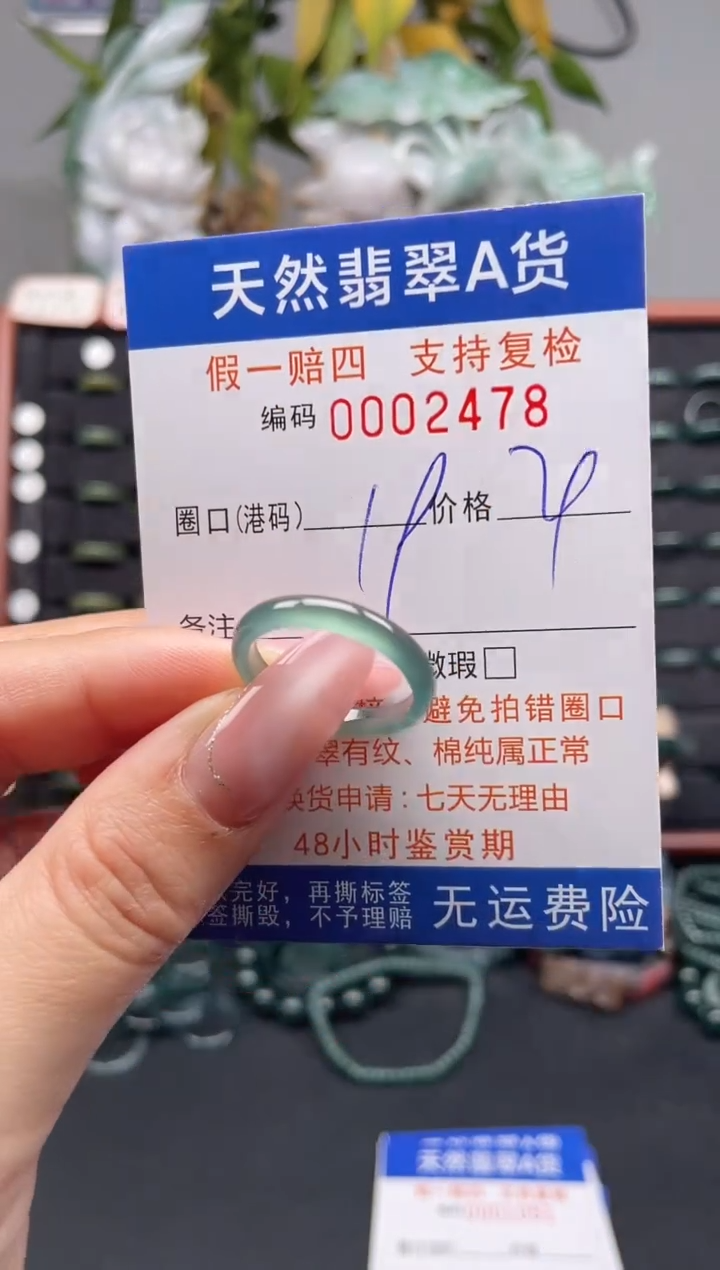 天然翡翠A货
假一赔四 支持复检
编码 0002478
圈口(港码) 价格
备注
微瑕□
避免拍错圈口
翠有纹、棉纯属正常
换货申请:七天无理由
48小时鉴赏期
完好,再撕标签
签撕毁,不予理赔
无运费险
天然翡翠A货